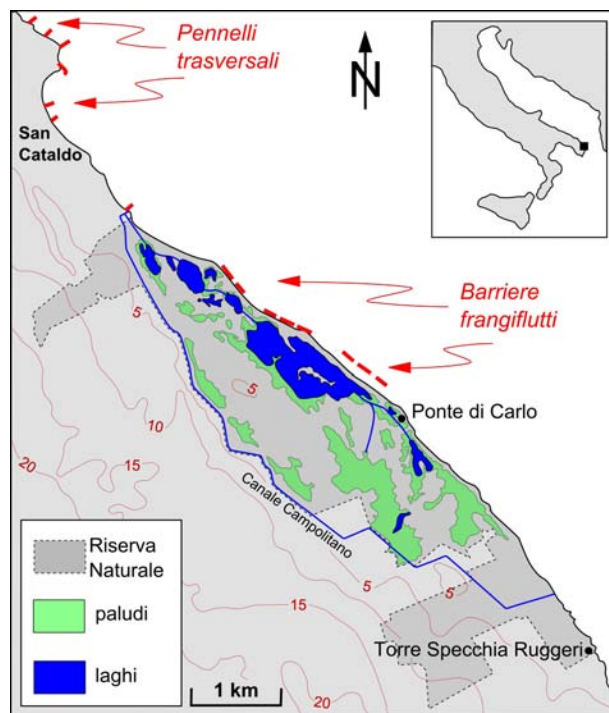 Pennelli
trasversali
N
San
Cataldo
Barriere
frangiflutti
5
5
10
15
20
Ponte di Carlo
Canale Campolitano
5
5
15
20
Torre Specchia Ruggeri
Riserva
Naturale
paludi
laghi
1 km